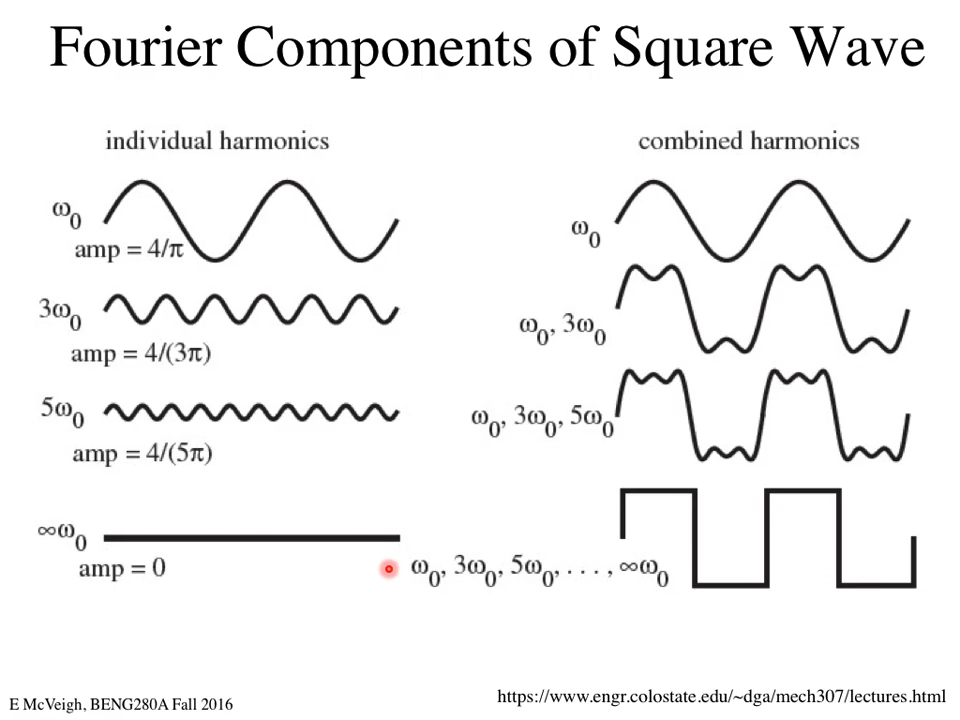 Fourier Components of Square Wave
individual harmonics
ω₀
amp = 4/π
3ω₀
amp = 4/(3π)
5ω₀
amp = 4/(5π)
∞ω₀
amp = 0
combined harmonics
ω₀
ω₀, 3ω₀
ω₀, 3ω₀, 5ω₀
ω₀, 3ω₀, 5ω₀, . . . , ∞ω₀
E McVeigh, BENG280A Fall 2016
https://www.engr.colostate.edu/~dga/mech307/lectures.html